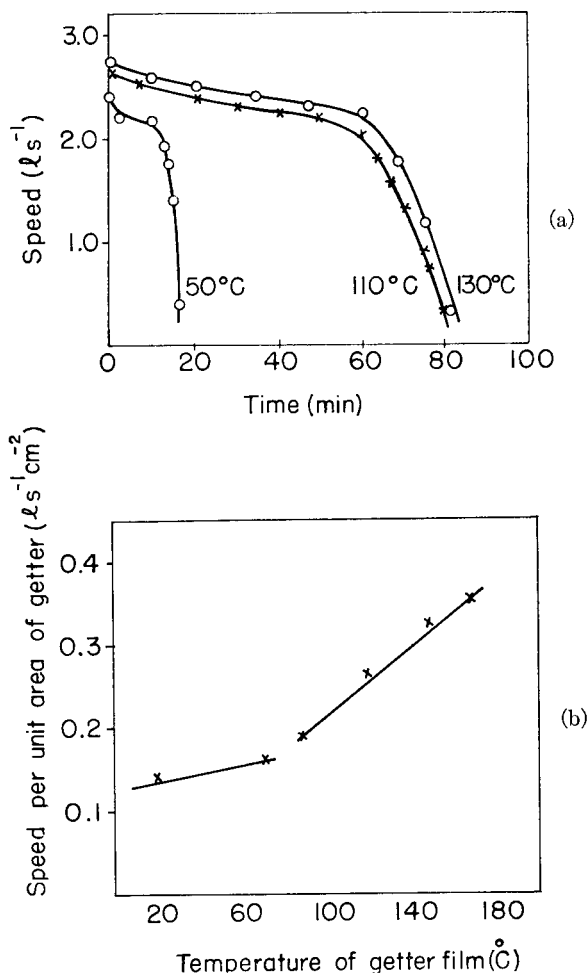 3.0
2.0
1.0
Speed (ℓs⁻¹)
50°C
110°C
130°C
0
20
40
60
80
100
Time (min)
(a)
0.4
0.3
0.2
0.1
Speed per unit area of getter (ℓs⁻¹cm⁻²)
20
60
100
140
180
Temperature of getter film(°C)
(b)